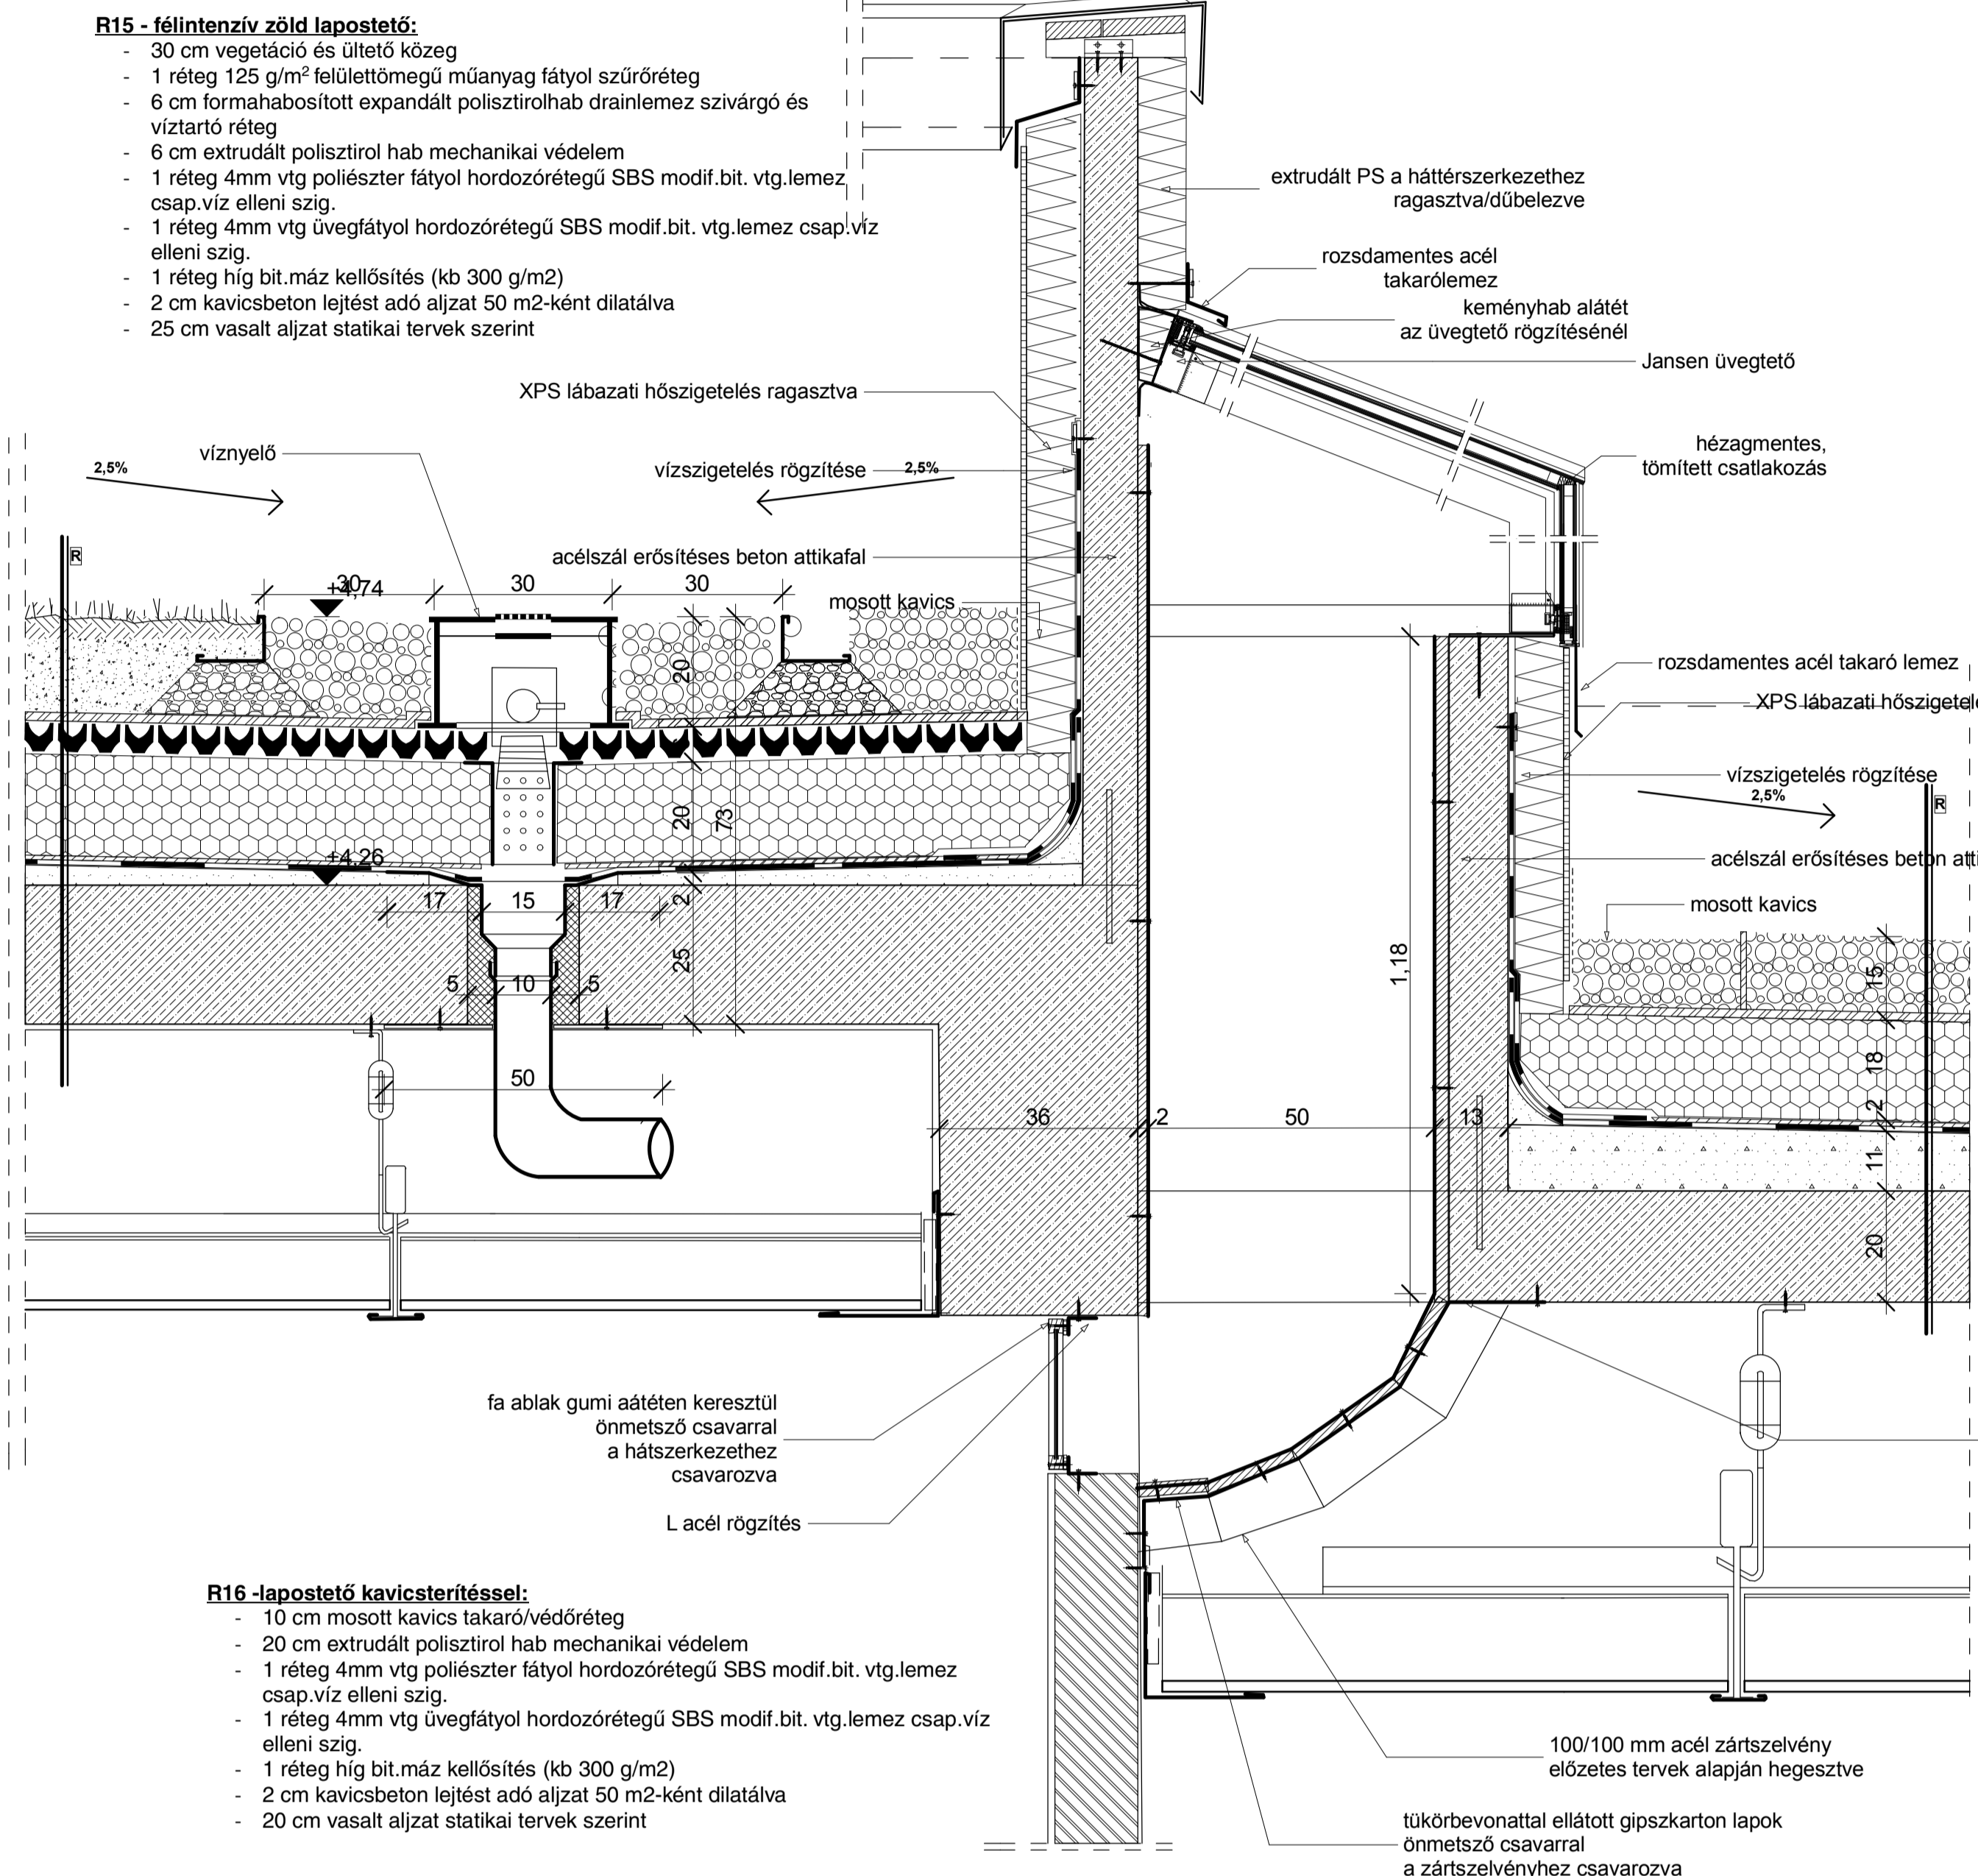 R15 - félintenzív zöld lapostető:
- 30 cm vegetáció és ültető közeg
- 1 réteg 125 g/m² felülettömegű műanyag fátyol szűrőréteg
- 6 cm formahabosított expandált polisztirolhab drainlemez szivárgó és
víztartó réteg
- 6 cm extrudált polisztirol hab mechanikai védelem
- 1 réteg 4mm vtg poliészter fátyol hordozórétegű SBS modif.bit. vtg.lemez
csap.víz elleni szig.
- 1 réteg 4mm vtg üvegfátyol hordozórétegű SBS modif.bit. vtg.lemez csap.víz
elleni szig.
- 1 réteg híg bit.máz kellősítés (kb 300 g/m2)
- 2 cm kavicsbeton lejtést adó aljzat 50 m2-ként dilatálva
- 25 cm vasalt aljzat statikai tervek szerint
extrudált PS a háttérszerkezethez
ragasztva/dűbelezve
rozsdamentes acél
takarólemez
keményhab alátét
az üvegtető rögzítésénél
Jansen üvegtető
XPS lábazati hőszigetelés ragasztva
hézagmentes,
tömített csatlakozás
víznyelő
2,5%
vízszigetelés rögzítése
2,5%
R
acélszál erősítéses beton attikafal
30
+4,74
30
30
mosott kavics
20
rozsdamentes acél takaró lemez
XPS lábazati hőszigetel
vízszigetelés rögzítése
2,5%
R
20
73
+4,26
acélszál erősítéses beton att
17
15
17
2
mosott kavics
25
1,18
15
5
10
5
18
50
36
2
50
13
2
11
20
fa ablak gumi aátéten keresztül
önmetsző csavarral
a hátszerkezethez
csavarozva
L acél rögzítés
R16 -lapostető kavicsterítéssel:
- 10 cm mosott kavics takaró/védőréteg
- 20 cm extrudált polisztirol hab mechanikai védelem
- 1 réteg 4mm vtg poliészter fátyol hordozórétegű SBS modif.bit. vtg.lemez
csap.víz elleni szig.
- 1 réteg 4mm vtg üvegfátyol hordozórétegű SBS modif.bit. vtg.lemez csap.víz
elleni szig.
- 1 réteg híg bit.máz kellősítés (kb 300 g/m2)
- 2 cm kavicsbeton lejtést adó aljzat 50 m2-ként dilatálva
- 20 cm vasalt aljzat statikai tervek szerint
100/100 mm acél zártszelvény
előzetes tervek alapján hegesztve
tükörbevonattal ellátott gipszkarton lapok
önmetsző csavarral
a zártszelvényhez csavarozva